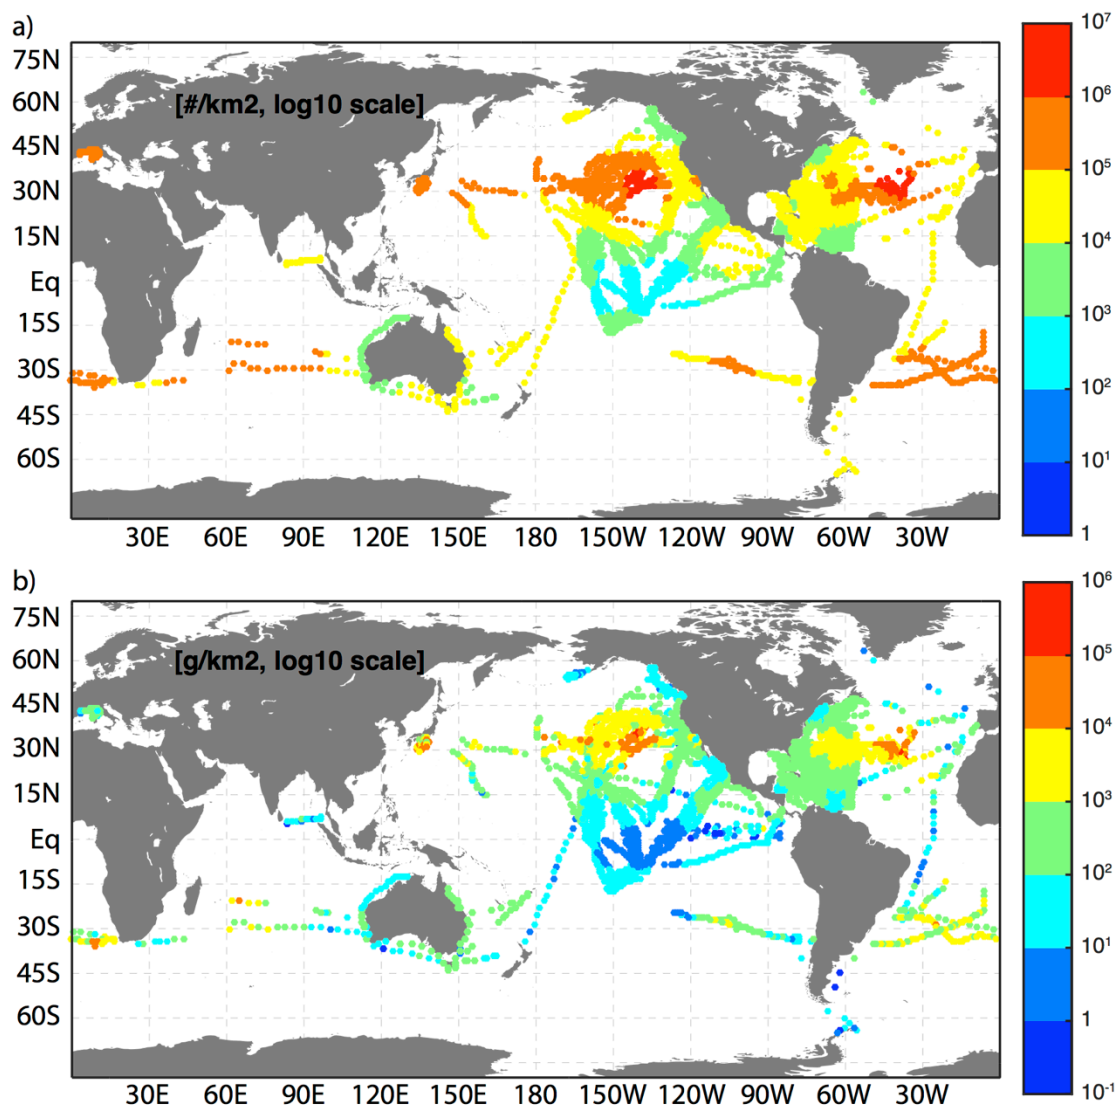 a)
[#/km2, log10 scale]
75N
60N
45N
30N
15N
Eq
15S
30S
45S
60S
30E 60E 90E 120E 150E 180 150W 120W 90W 60W 30W
10⁷
10⁶
10⁵
10⁴
10³
10²
10¹
1
b)
[g/km2, log10 scale]
75N
60N
45N
30N
15N
Eq
15S
30S
45S
60S
30E 60E 90E 120E 150E 180 150W 120W 90W 60W 30W
10⁶
10⁵
10⁴
10³
10²
10¹
1
10⁻¹